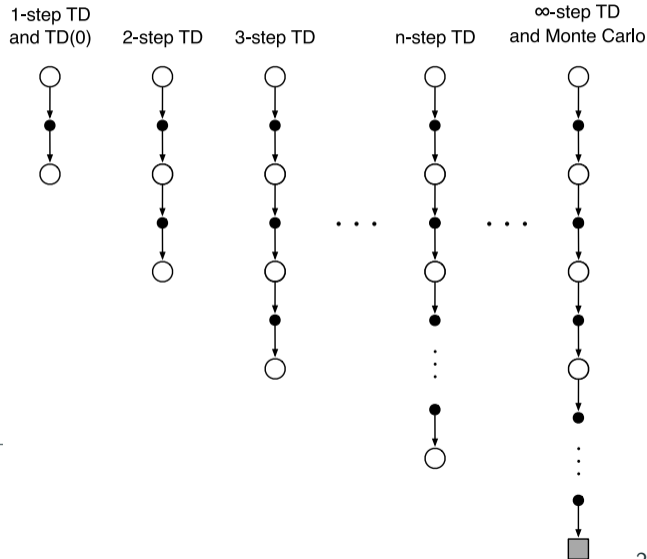 1-step TD
and TD(0)
2-step TD
3-step TD
n-step TD
∞-step TD
and Monte Carlo